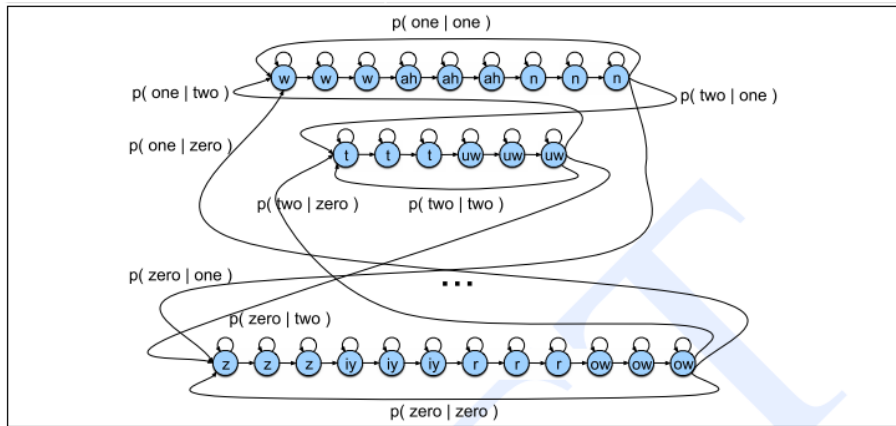 p( one | one )
w w w ah ah ah n n n
p( one | two )
p( two | one )
p( one | zero )
t t t uw uw uw
p( two | zero ) p( two | two )
p( zero | one )
...
p( zero | two )
z z z iy iy iy r r r ow ow ow
p( zero | zero )